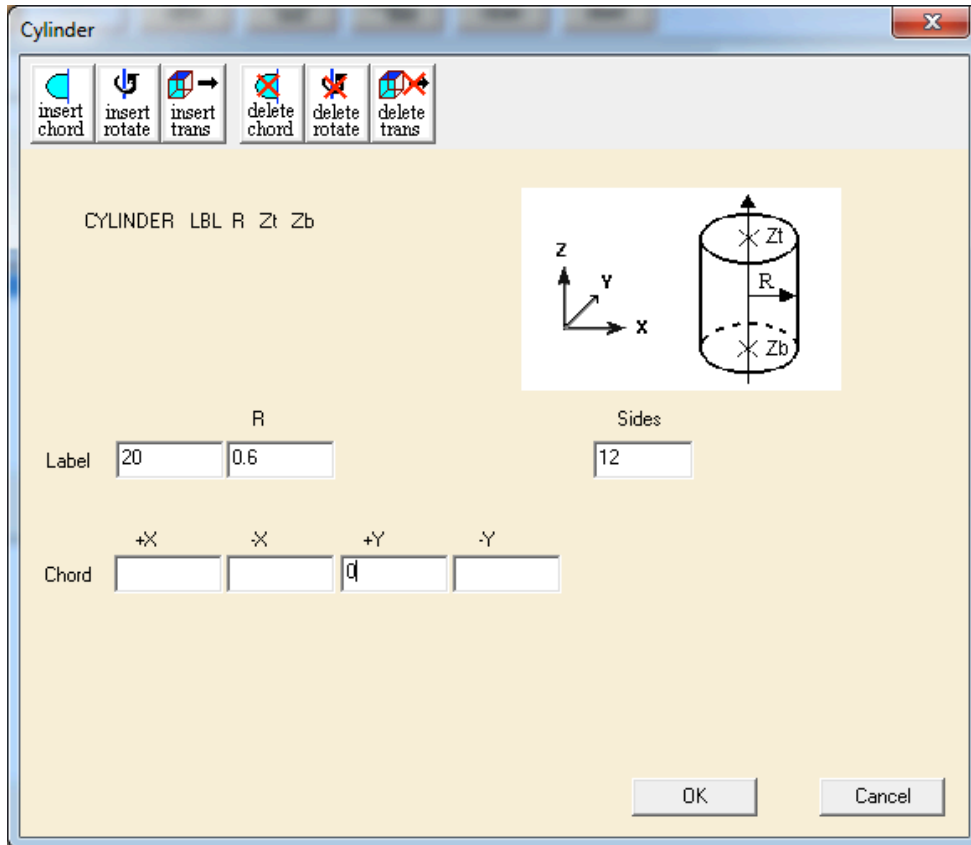 Cylinder
X
insert chord
insert rotate
insert trans
delete chord
delete rotate
delete trans
CYLINDER LBL R Zt Zb
Z
Y
X
Zt
R
Zb
R
Sides
Label 20 0.6 12
+X -X +Y -Y
Chord 0
OK Cancel